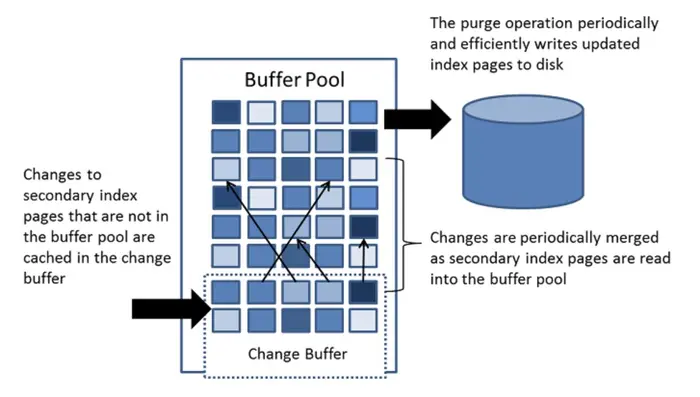 The purge operation periodically
and efficiently writes updated
index pages to disk
Buffer Pool
Changes to
secondary index
pages that are not in
the buffer pool are
cached in the change
buffer
Changes are periodically merged
as secondary index pages are read
into the buffer pool
Change Buffer